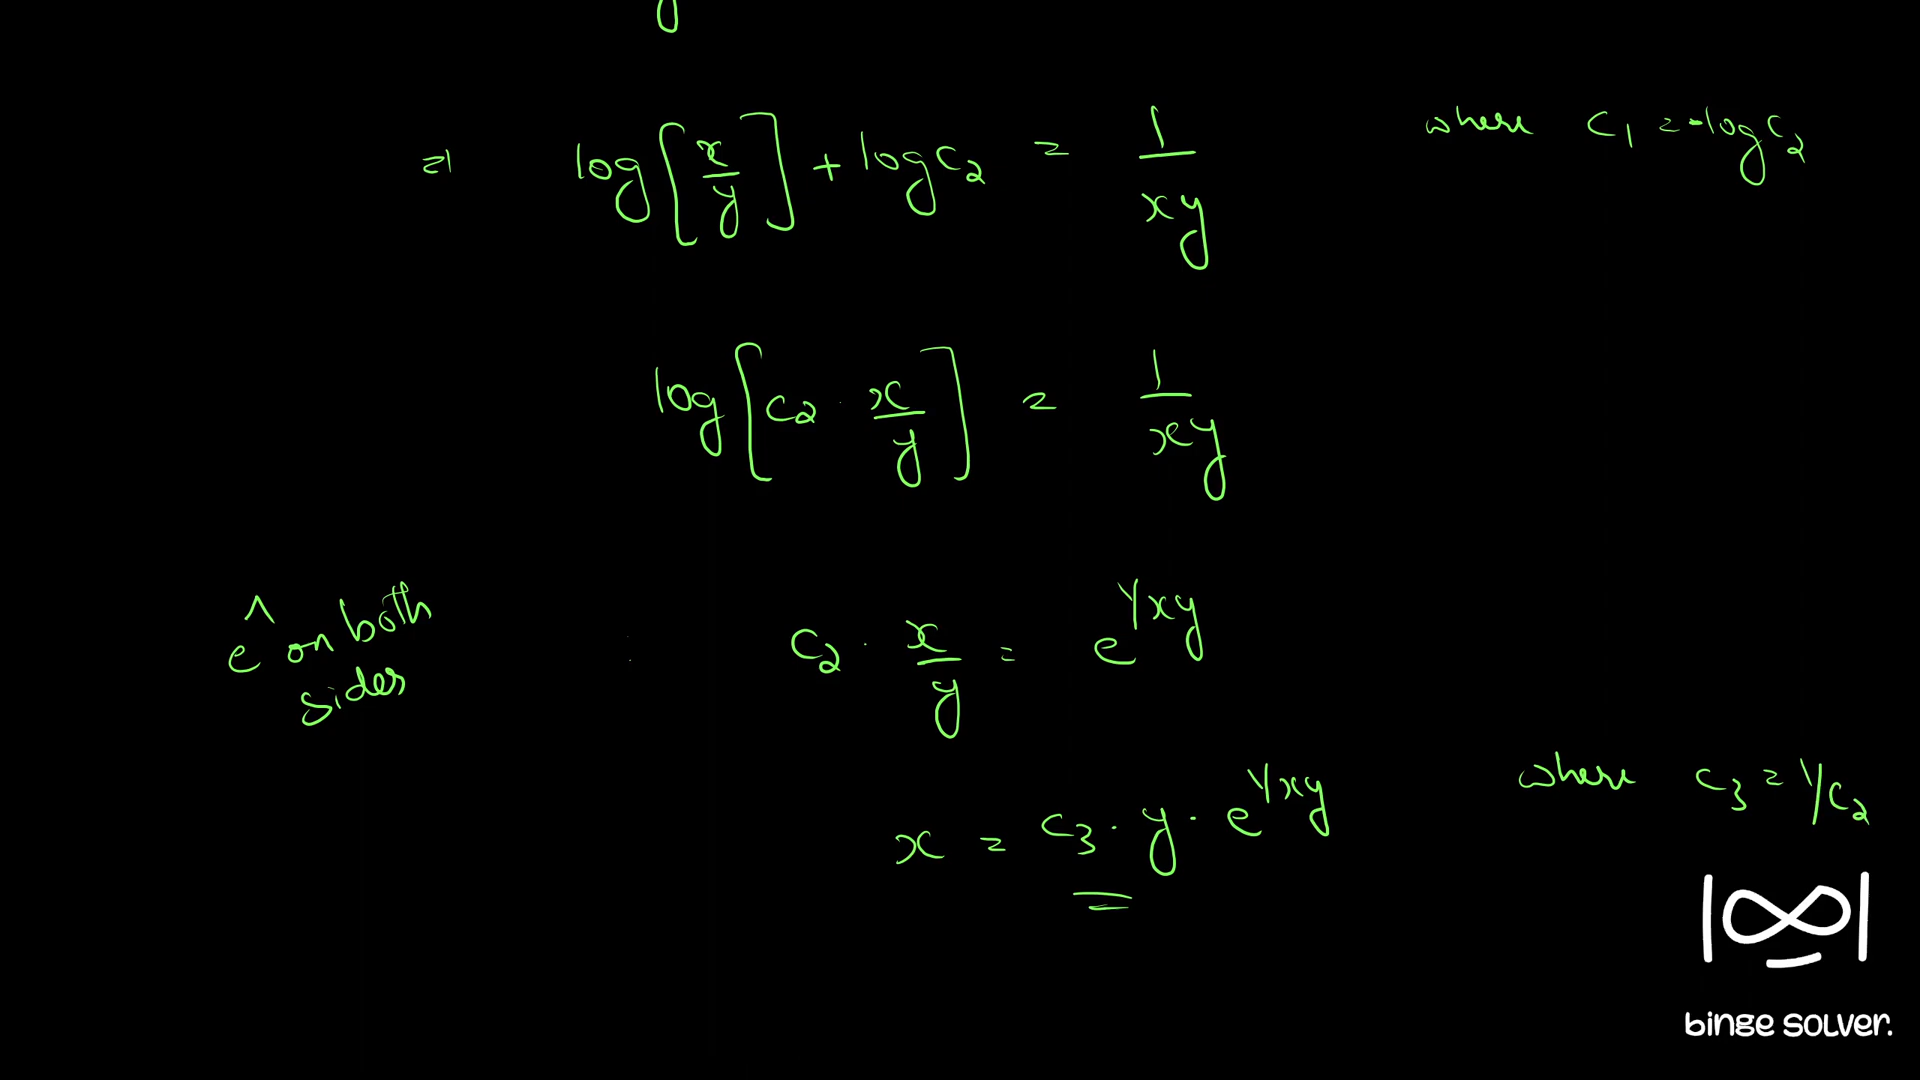 =) log[x/y] + log c2 = 1/xy where c1 = -log c2
log[c2 · x/y] = 1/xy
e^ on both sides c2 · x/y = e^1/xy
x = c3 · y · e^1/xy where c3 = 1/c2
binge solver.